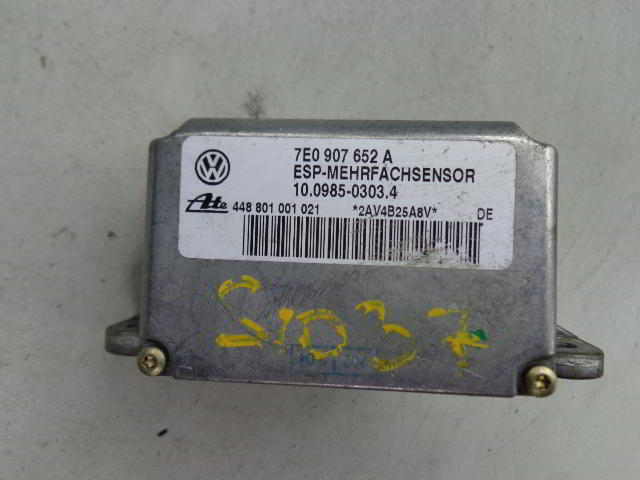 7E0 907 652 A
ESP-MEHRFACHSENSOR
10.0985-0303.4
Ate 448 801 001 021 *2AV4B25A8V* DE